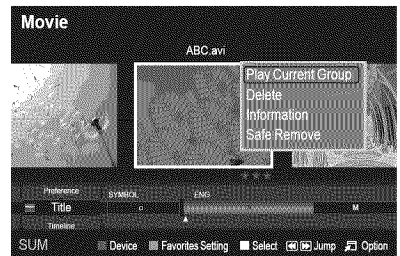 Movie
ABC.avi
Play Current Group
Delete
Information
Safe Remove
Preference
SYMBOL
ENG
Title
M
Timeline
SUM
Device
Favorites Setting
Select
Jump
Option